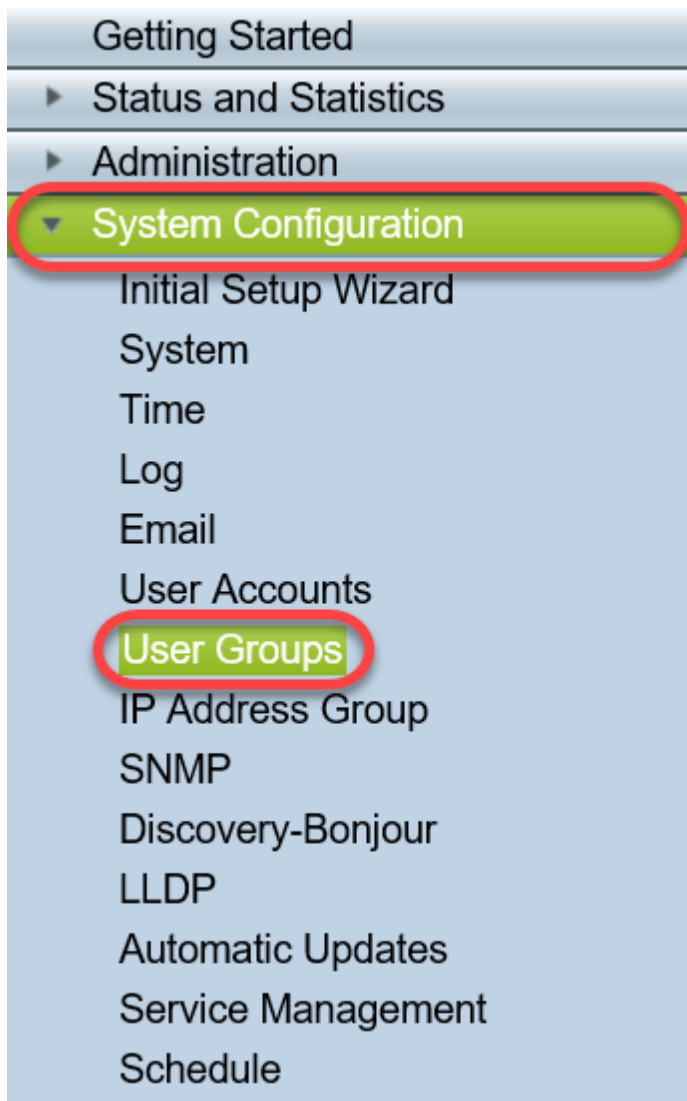 Getting Started
Status and Statistics
Administration
System Configuration
Initial Setup Wizard
System
Time
Log
Email
User Accounts
User Groups
IP Address Group
SNMP
Discovery-Bonjour
LLDP
Automatic Updates
Service Management
Schedule